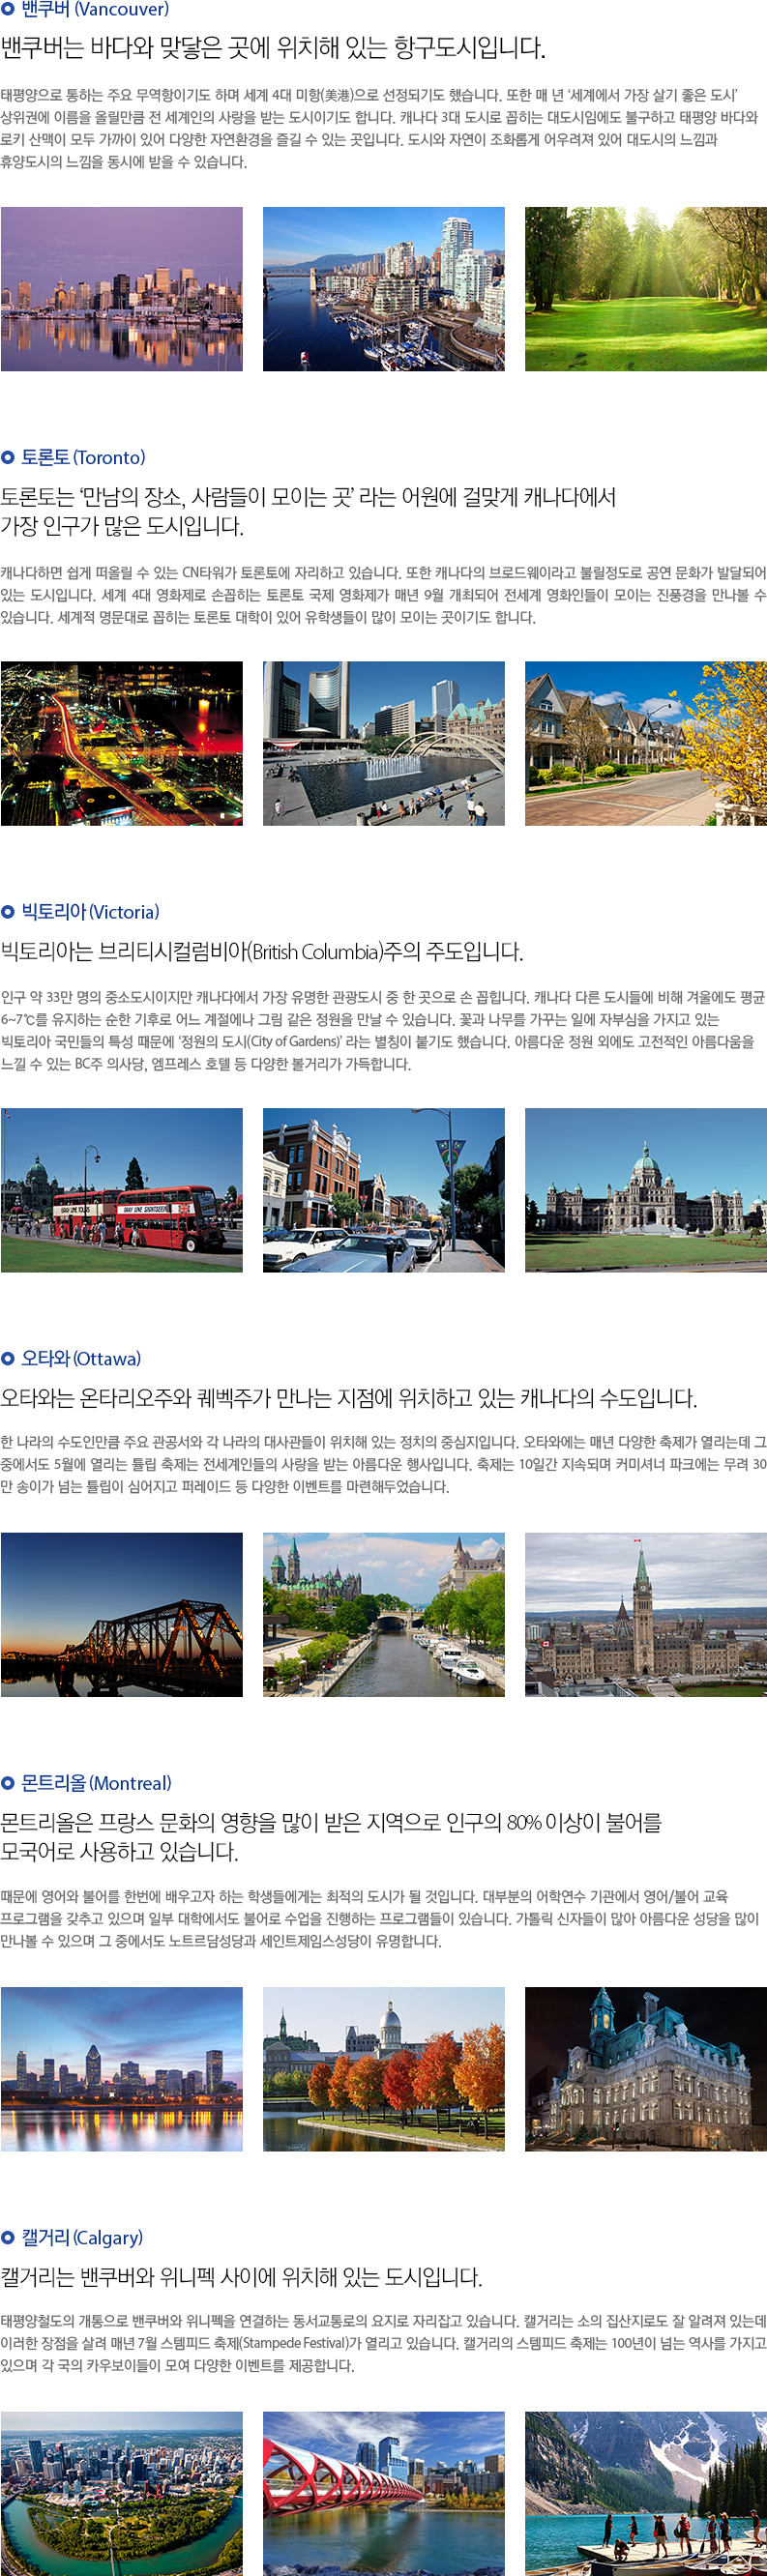 밴쿠버 (Vancouver)
밴쿠버는 바다와 맞닿은 곳에 위치해 있는 항구도시입니다.
태평양으로 통하는 주요 무역항이기도 하며 세계 4대 미항(美港)으로 선정되기도 했습니다. 또한 매 년 ‘세계에서 가장 살기 좋은 도시’
상위권에 이름을 올릴만큼 전 세계인의 사랑을 받는 도시이기도 합니다. 캐나다 3대 도시로 꼽히는 대도시임에도 불구하고 태평양 바다와
로키 산맥이 모두 가까이 있어 다양한 자연환경을 즐길 수 있는 곳입니다. 도시와 자연이 조화롭게 어우려져 있어 대도시의 느낌과
휴양도시의 느낌을 동시에 받을 수 있습니다.
토론토 (Toronto)
토론토는 ‘만남의 장소, 사람들이 모이는 곳’ 라는 어원에 걸맞게 캐나다에서
가장 인구가 많은 도시입니다.
캐나다하면 쉽게 떠올릴 수 있는 CN타워가 토론토에 자리하고 있습니다. 또한 캐나다의 브로드웨이라고 불릴정도로 공연 문화가 발달되어
있는 도시입니다. 세계 4대 영화제로 손꼽히는 토론토 국제 영화제가 매년 9월 개최되어 전세계 영화인들이 모이는 진풍경을 만나볼 수
있습니다. 세계적 명문대로 꼽히는 토론토 대학이 있어 유학생들이 많이 모이는 곳이기도 합니다.
빅토리아 (Victoria)
빅토리아는 브리티시컬럼비아(British Columbia)주의 주도입니다.
인구 약 33만 명의 중소도시이지만 캐나다에서 가장 유명한 관광도시 중 한 곳으로 손 꼽힙니다. 캐나다 다른 도시들에 비해 겨울에도 평균
6~7℃를 유지하는 순한 기후로 어느 계절에나 그림 같은 정원을 만날 수 있습니다. 꽃과 나무를 가꾸는 일에 자부심을 가지고 있는
빅토리아 국민들의 특성 때문에 ‘정원의 도시(City of Gardens)’ 라는 별칭이 붙기도 했습니다. 아름다운 정원 외에도 고전적인 아름다움을
느낄 수 있는 BC주 의사당, 엠프레스 호텔 등 다양한 볼거리가 가득합니다.
GRAY LINE TOURS GRAY LINE SIGHTSEEING
오타와 (Ottawa)
오타와는 온타리오주와 퀘벡주가 만나는 지점에 위치하고 있는 캐나다의 수도입니다.
한 나라의 수도인만큼 주요 관공서와 각 나라의 대사관들이 위치해 있는 정치의 중심지입니다. 오타와에는 매년 다양한 축제가 열리는데 그
중에서도 5월에 열리는 튤립 축제는 전세계인들의 사랑을 받는 아름다운 행사입니다. 축제는 10일간 지속되며 커미셔너 파크에는 무려 30
만 송이가 넘는 튤립이 심어지고 퍼레이드 등 다양한 이벤트를 마련해두었습니다.
몬트리올 (Montreal)
몬트리올은 프랑스 문화의 영향을 많이 받은 지역으로 인구의 80% 이상이 불어를
모국어로 사용하고 있습니다.
때문에 영어와 불어를 한번에 배우고자 하는 학생들에게는 최적의 도시가 될 것입니다. 대부분의 어학연수 기관에서 영어/불어 교육
프로그램을 갖추고 있으며 일부 대학에서도 불어로 수업을 진행하는 프로그램들이 있습니다. 가톨릭 신자들이 많아 아름다운 성당을 많이
만나볼 수 있으며 그 중에서도 노트르담성당과 세인트제임스성당이 유명합니다.
캘거리 (Calgary)
캘거리는 밴쿠버와 위니펙 사이에 위치해 있는 도시입니다.
태평양철도의 개통으로 밴쿠버와 위니펙을 연결하는 동서교통로의 요지로 자리잡고 있습니다. 캘거리는 소의 집산지로도 잘 알려져 있는데
이러한 장점을 살려 매년 7월 스템피드 축제(Stampede Festival)가 열리고 있습니다. 캘거리의 스템피드 축제는 100년이 넘는 역사를 가지고
있으며 각 국의 카우보이들이 모여 다양한 이벤트를 제공합니다.